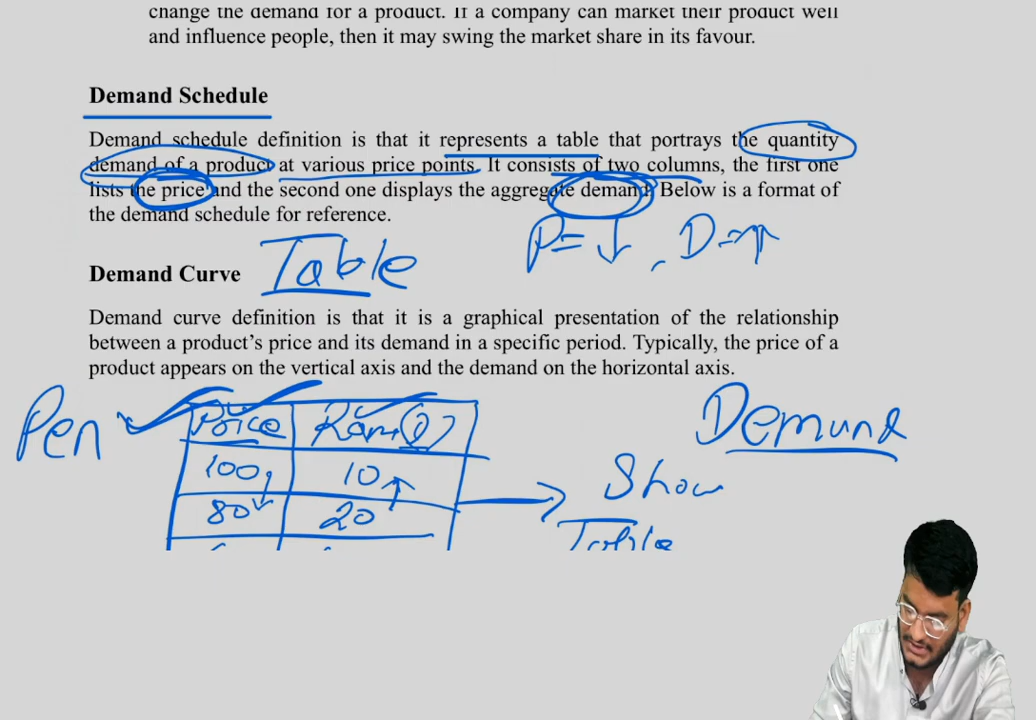 change the demand for a product. If a company can market their product well
and influence people, then it may swing the market share in its favour.
Demand Schedule
Demand schedule definition is that it represents a table that portrays the quantity
demand of a product at various price points. It consists of two columns, the first one
lists the price and the second one displays the aggregate demand. Below is a format of
the demand schedule for reference.
P=↓, D=↑
Table
Demand Curve
Demand curve definition is that it is a graphical presentation of the relationship
between a product's price and its demand in a specific period. Typically, the price of a
product appears on the vertical axis and the demand on the horizontal axis.
Pen
Price
Demand
100 10
Show
80 20
Table